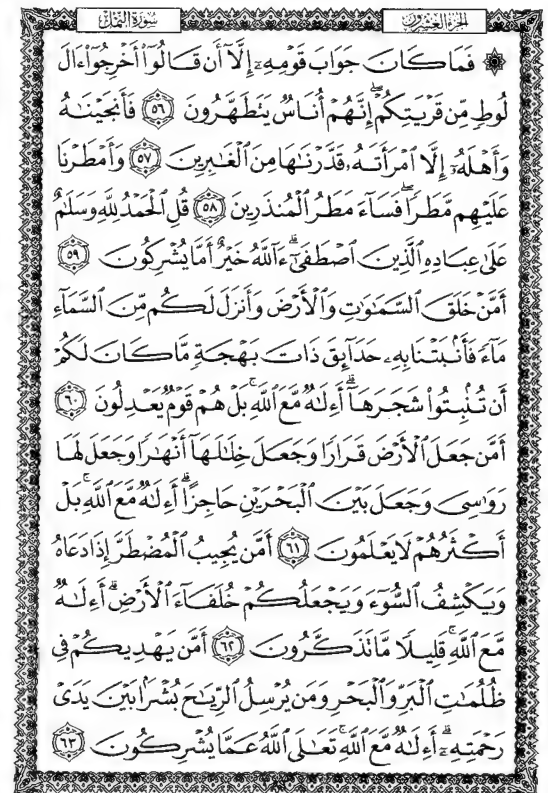 الجزء العشرون سورة النمل
۞ فَمَا كَانَ جَوَابَ قَوْمِهِۦٓ إِلَّآ أَن قَالُوٓا۟ أَخْرِجُوٓا۟ ءَالَ
لُوطٍ مِّن قَرْيَتِكُمْ ۖ إِنَّهُمْ أُنَاسٌ يَتَطَهَّرُونَ ٥٦ فَأَنجَيْنَـٰهُ
وَأَهْلَهُۥٓ إِلَّا ٱمْرَأَتَهُۥ قَدَّرْنَـٰهَا مِنَ ٱلْغَـٰبِرِينَ ٥٧ وَأَمْطَرْنَا
عَلَيْهِم مَّطَرًا ۖ فَسَآءَ مَطَرُ ٱلْمُنذَرِينَ ٥٨ قُلِ ٱلْحَمْدُ لِلَّهِ وَسَلَـٰمٌ
عَلَىٰ عِبَادِهِ ٱلَّذِينَ ٱصْطَفَىٰٓ ۗ ءَآللَّهُ خَيْرٌ أَمَّا يُشْرِكُونَ ٥٩
أَمَّنْ خَلَقَ ٱلسَّمَـٰوَٰتِ وَٱلْأَرْضَ وَأَنزَلَ لَكُم مِّنَ ٱلسَّمَآءِ
مَآءً فَأَنۢبَتْنَا بِهِۦ حَدَآئِقَ ذَاتَ بَهْجَةٍ مَّا كَانَ لَكُمْ
أَن تُنۢبِتُوا۟ شَجَرَهَآ ۗ أَءِلَـٰهٌ مَّعَ ٱللَّهِ ۚ بَلْ هُمْ قَوْمٌ يَعْدِلُونَ ٦٠
أَمَّن جَعَلَ ٱلْأَرْضَ قَرَارًا وَجَعَلَ خِلَـٰلَهَآ أَنْهَـٰرًا وَجَعَلَ لَهَا
رَوَٰسِىَ وَجَعَلَ بَيْنَ ٱلْبَحْرَيْنِ حَاجِزًا ۗ أَءِلَـٰهٌ مَّعَ ٱللَّهِ ۚ بَلْ
أَكْثَرُهُمْ لَا يَعْلَمُونَ ٦١ أَمَّن يُجِيبُ ٱلْمُضْطَرَّ إِذَا دَعَاهُ
وَيَكْشِفُ ٱلسُّوٓءَ وَيَجْعَلُكُمْ خُلَفَآءَ ٱلْأَرْضِ ۗ أَءِلَـٰهٌ
مَّعَ ٱللَّهِ ۚ قَلِيلًا مَّا تَذَكَّرُونَ ٦٢ أَمَّن يَهْدِيكُمْ فِى
ظُلُمَـٰتِ ٱلْبَرِّ وَٱلْبَحْرِ وَمَن يُرْسِلُ ٱلرِّيَـٰحَ بُشْرًۢا بَيْنَ يَدَىْ
رَحْمَتِهِۦٓ ۗ أَءِلَـٰهٌ مَّعَ ٱللَّهِ ۚ تَعَـٰلَى ٱللَّهُ عَمَّا يُشْرِكُونَ ٦٣